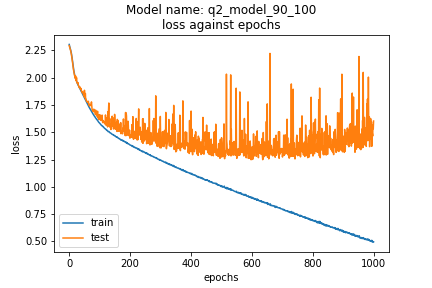 Model name: q2_model_90_100
loss against epochs
2.25
2.00
1.75
1.50
1.25
1.00
0.75
0.50
loss
train
test
0 200 400 600 800 1000
epochs